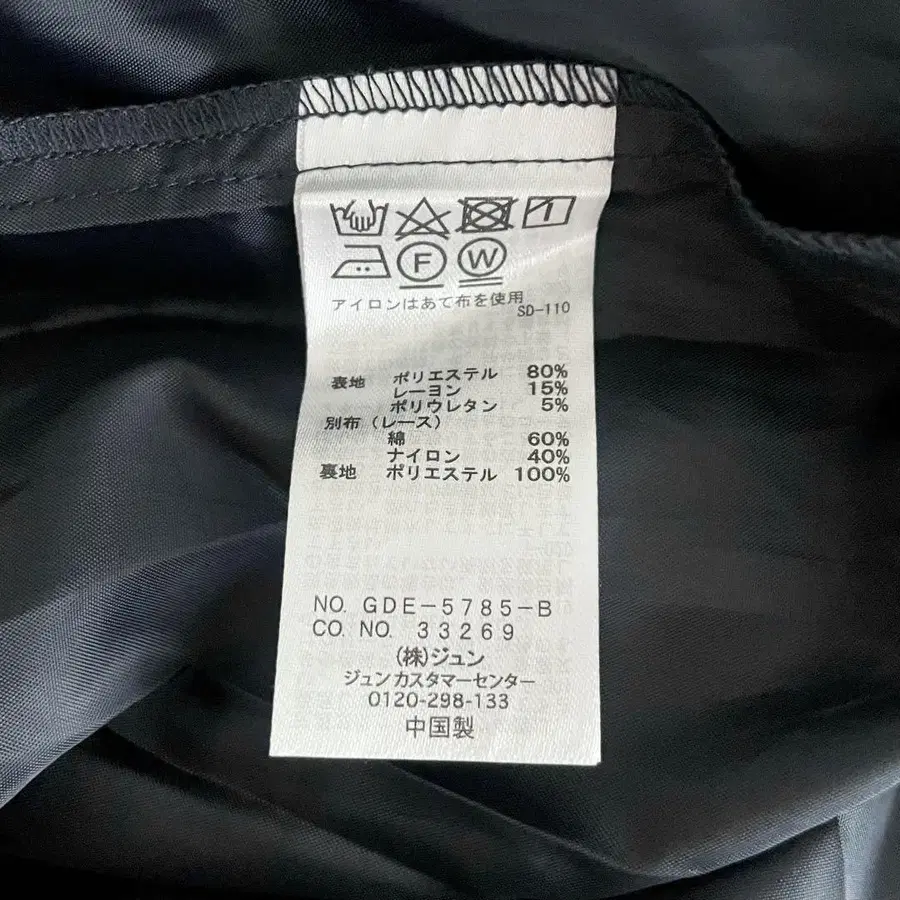 F W
アイロンはあて布を使用
SD-110
表地 ポリエステル 80%
レーヨン 15%
ポリウレタン 5%
別布(レース)
綿 60%
ナイロン 40%
裏地 ポリエステル 100%
NO. GDE-5785-B
CO. NO. 33269
(株)ジュン
ジュンカスタマーセンター
0120-298-133
中国製